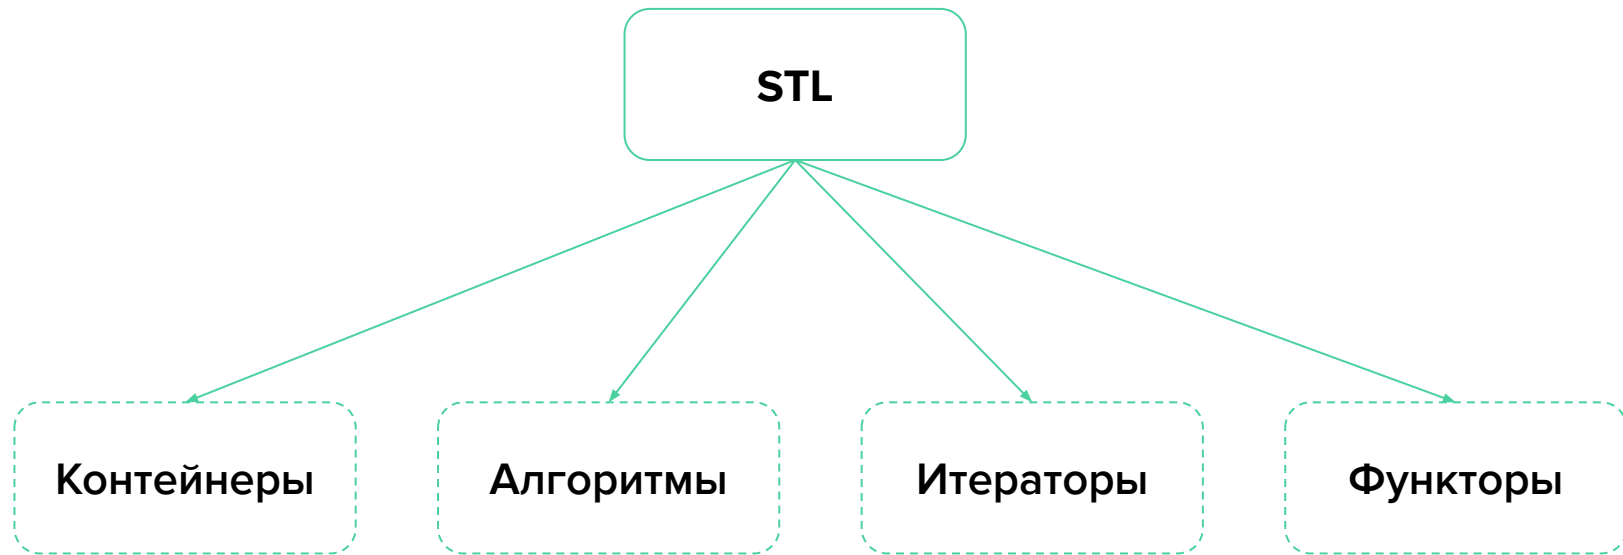 STL
Контейнеры
Алгоритмы
Итераторы
Функторы